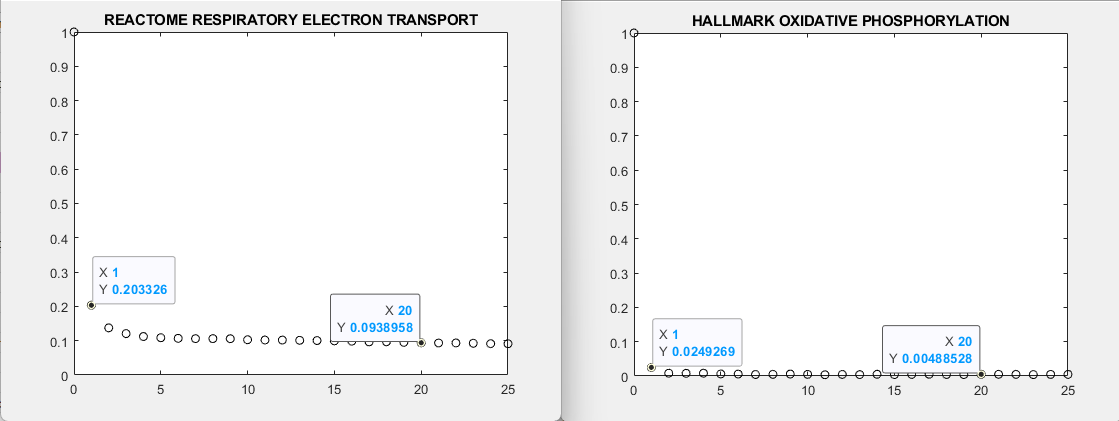 REACTOME RESPIRATORY ELECTRON TRANSPORT
1
0.9
0.8
0.7
0.6
0.5
0.4
0.3
0.2
0.1
0
X 1
Y 0.203326
X 20
Y 0.0938958
0 5 10 15 20 25
HALLMARK OXIDATIVE PHOSPHORYLATION
1
0.9
0.8
0.7
0.6
0.5
0.4
0.3
0.2
0.1
0
X 1
Y 0.0249269
X 20
Y 0.00488528
0 5 10 15 20 25